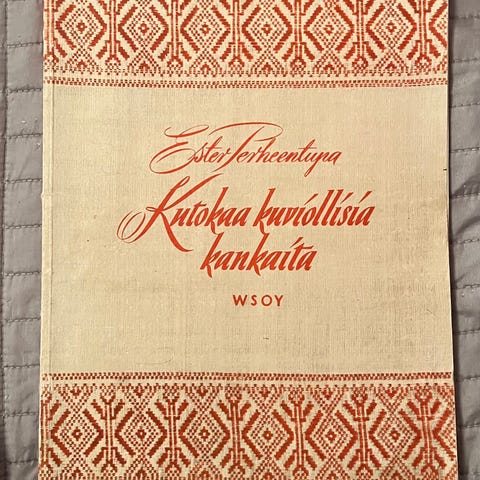 Ester Perheentupa
Kutokaa kuviollisia
kankaita
WSOY